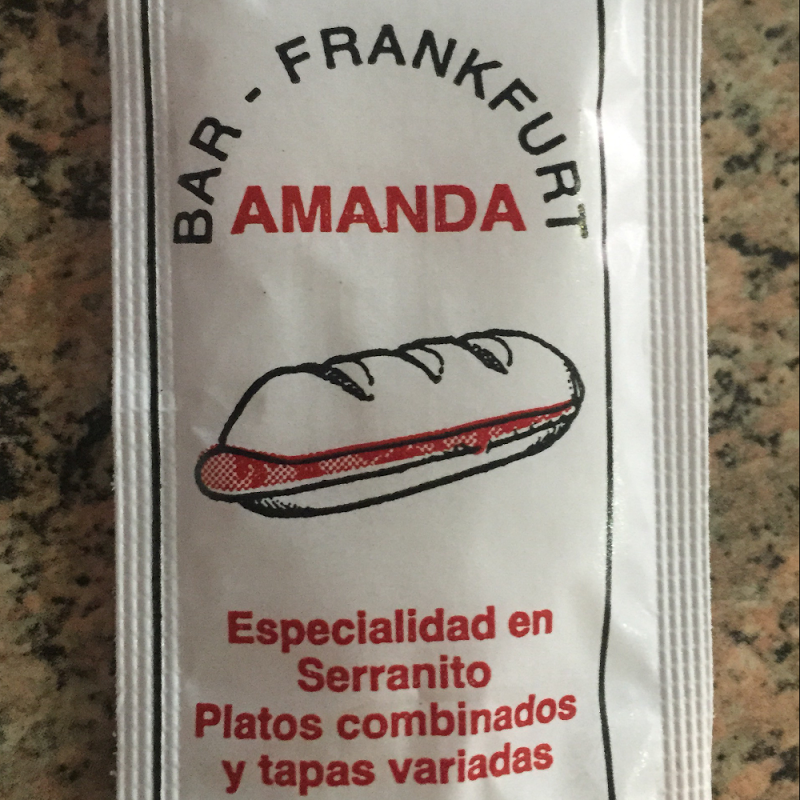 BAR - FRANKFURT
AMANDA
Especialidad en
Serranito
Platos combinados
y tapas variadas